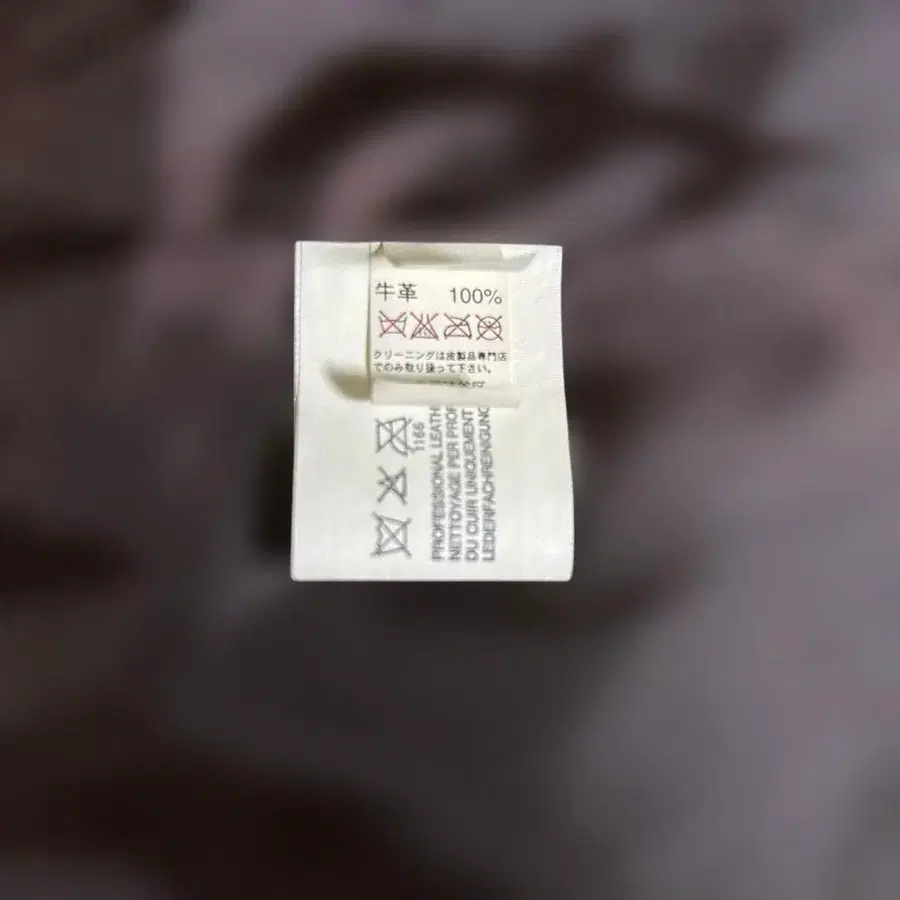 牛革 100%
クリーニングは皮製品専門店
でのみ取り扱って下さい。
1166
PROFESSIONAL LEATH
NETTOYAGE PER PROF
DU CUIR UNIQUEMENT
LEDERFACHREINIGUNG